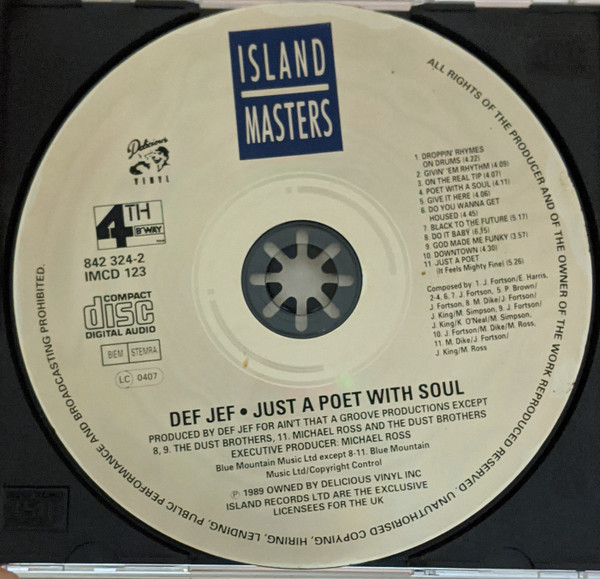 ISLAND
MASTERS
Delicious
VINYL
4TH
B'WAY
842 324-2
IMCD 123
COMPACT
disc
DIGITAL AUDIO
BIEM STEMRA
LC 0407
1. DROPPIN' RHYMES
ON DRUMS (4.22)
2. GIVIN' 'EM RHYTHM (4.09)
3. ON THE REAL TIP (4.07)
4. POET WITH A SOUL (4.11)
5. GIVE IT HERE (4.06)
6. DO YOU WANNA GET
HOUSED (4.45)
7. BLACK TO THE FUTURE (5.17)
8. DO IT BABY (6.35)
9. GOD MADE ME FUNKY (3.57)
10. DOWNTOWN (4.30)
11. JUST A POET
(It Feels Mighty Fine) (5.26)
Composed by: 1. J. Fortson/E. Harris,
2-4, 6, 7. J. Fortson, 5. P. Brown/
J. Fortson, 8. M. Dike/J. Fortson/
J. King/M. Simpson, 9. J. Fortson/
J. King/K. O'Neal/M. Simpson,
10. J. Fortson/M. Dike/M. Ross,
11. M. Dike/J. Fortson/
J. King/M. Ross
DEF JEF • JUST A POET WITH SOUL
PRODUCED BY DEF JEF FOR AIN'T THAT A GROOVE PRODUCTIONS EXCEPT
8, 9. THE DUST BROTHERS, 11. MICHAEL ROSS AND THE DUST BROTHERS
EXECUTIVE PRODUCER: MICHAEL ROSS
Blue Mountain Music Ltd except 8-11. Blue Mountain
Music Ltd/Copyright Control
℗ 1989 OWNED BY DELICIOUS VINYL INC
ISLAND RECORDS LTD ARE THE EXCLUSIVE
LICENSEES FOR THE UK
ALL RIGHTS OF THE PRODUCER AND OF THE OWNER OF THE WORK REPRODUCED RESERVED. UNAUTHORISED COPYING, HIRING, LENDING, PUBLIC PERFORMANCE AND BROADCASTING PROHIBITED.